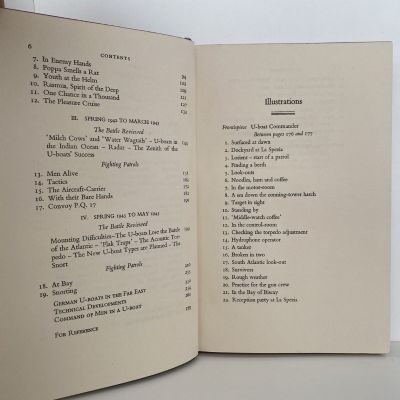 6
CONTENTS
7. In Enemy Hands
8. Poppa Smells a Rat 89
9. Youth at the Helm 94
10. Rasmus, Spirit of the Deep 103
11. One Chance in a Thousand 121
12. The Pleasure Cruise 132
III. SPRING 1942 TO MARCH 1943
The Battle Reviewed
'Milch Cows' and 'Water Wagtails' – U-boats
in the Indian Ocean – Radar – The Zenith of the 144
U-boats' Success
Fighting Patrols
13. Men Alive 152
14. Tactics 161
15. The Aircraft-Carrier
16. With their Bare Hands
17. Convoy P.Q. 17
IV. SPRING 1943 TO MAY 1945
The Battle Reviewed
Mounting Difficulties – The U-boats Lose the Battle
of the Atlantic – 'Flak Traps' – The Acoustic Tor-
pedo – The New U-boat Types are Planned – The
Snort
Fighting Patrols
18. At Bay
19. Snorting
GERMAN U-BOATS IN THE FAR EAST
TECHNICAL DEVELOPMENTS
COMMAND OF MEN IN A U-BOAT
FOR REFERENCE
Illustrations
Frontispiece U-boat Commander
Between pages 176 and 177
1. Surfaced at dawn
2. Dockyard at La Spezia
3. Lorient – start of a patrol
4. Finding a berth
5. Look-outs
6. Noodles, ham and coffee
7. In the motor-room
8. A sea down the conning-tower hatch
9. Target in sight
10. Standing by
11. 'Middle-watch coffee'
12. In the control-room
13. Checking the torpedo adjustment
14. Hydrophone operator
15. A tanker
16. Broken in two
17. South Atlantic look-out
18. Survivors
19. Rough weather
20. Practice for the gun crew
21. In the Bay of Biscay
22. Reception party at La Spezia